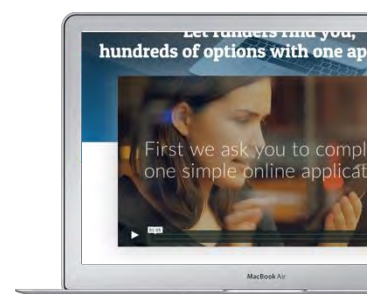 Let funders find you,
hundreds of options with one ap
First we ask you to compl
one simple online applicat
MacBook Air